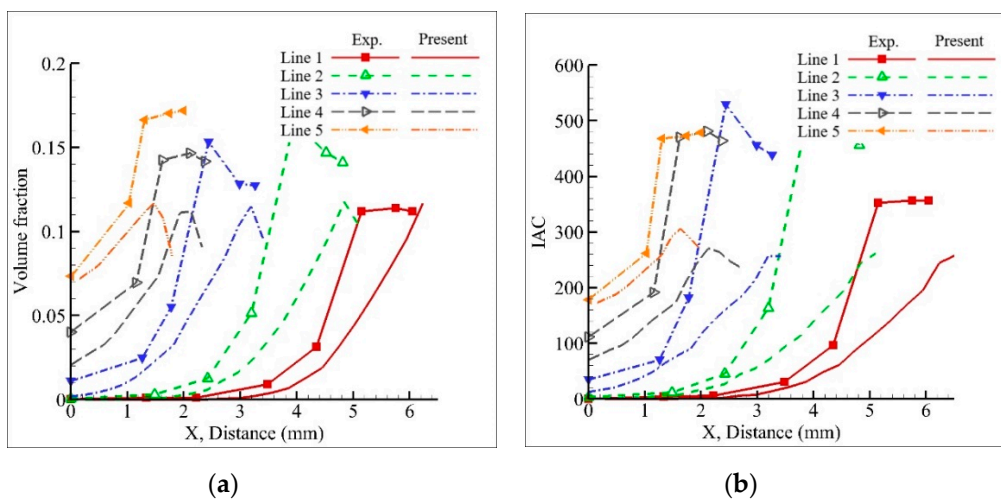 Exp. Present
Line 1
Line 2
Line 3
Line 4
Line 5
0.2
0.15
0.1
0.05
0
Volume fraction
0 1 2 3 4 5 6
X, Distance (mm)
(a)
Exp. Present
Line 1
Line 2
Line 3
Line 4
Line 5
600
500
400
300
200
100
0
IAC
0 1 2 3 4 5 6
X, Distance (mm)
(b)